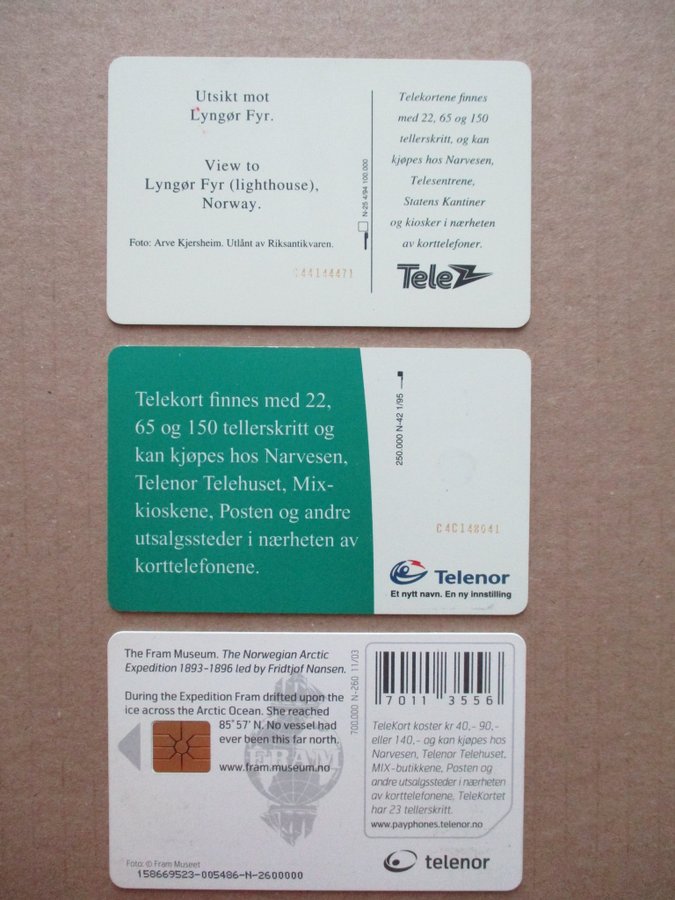 Utsikt mot
Lyngør Fyr.
View to
Lyngør Fyr (lighthouse),
Norway.
Foto: Arve Kjersheim. Utlånt av Riksantikvaren.
C44144471
N-25 4/94 100.000
Telekortene finnes
med 22, 65 og 150
tellerskritt, og kan
kjøpes hos Narvesen,
Telesentrene,
Statens Kantiner
og kiosker i nærheten
av korttelefoner.
Tele
Telekort finnes med 22,
65 og 150 tellerskritt og
kan kjøpes hos Narvesen,
Telenor Telehuset, Mix-
kioskene, Posten og andre
utsalgssteder i nærheten av
korttelefonene.
250.000 N-42 1/95
C4C148941
Telenor
Et nytt navn. En ny innstilling
The Fram Museum. The Norwegian Arctic
Expedition 1893-1896 led by Fridtjof Nansen.
During the Expedition Fram drifted upon the
ice across the Arctic Ocean. She reached
85°57' N. No vessel had
ever been this far north.
www.fram.museum.no
FRAM
Foto: © Fram Museet
158669523-005486-N-2600000
700.000 N-260 11/03
7011 3556
TeleKort koster kr 40,- 90,-
eller 140,- og kan kjøpes hos
Narvesen, Telenor Telehuset,
MIX-butikkene, Posten og
andre utsalgssteder i nærheten
av korttelefonene. TeleKortet
har 23 tellerskritt.
www.payphones.telenor.no
telenor